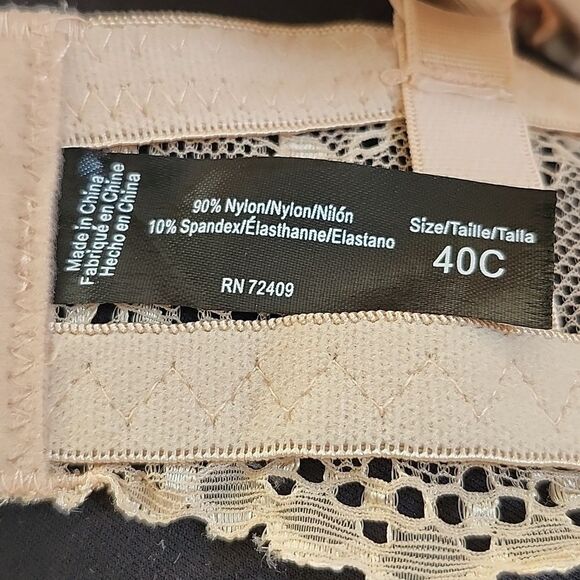 Made in China
Fabriqué en Chine
Hecho en China
90% Nylon/Nylon/Nilón
10% Spandex/Élasthanne/Elastano
RN 72409
Size/Taille/Talla
40C